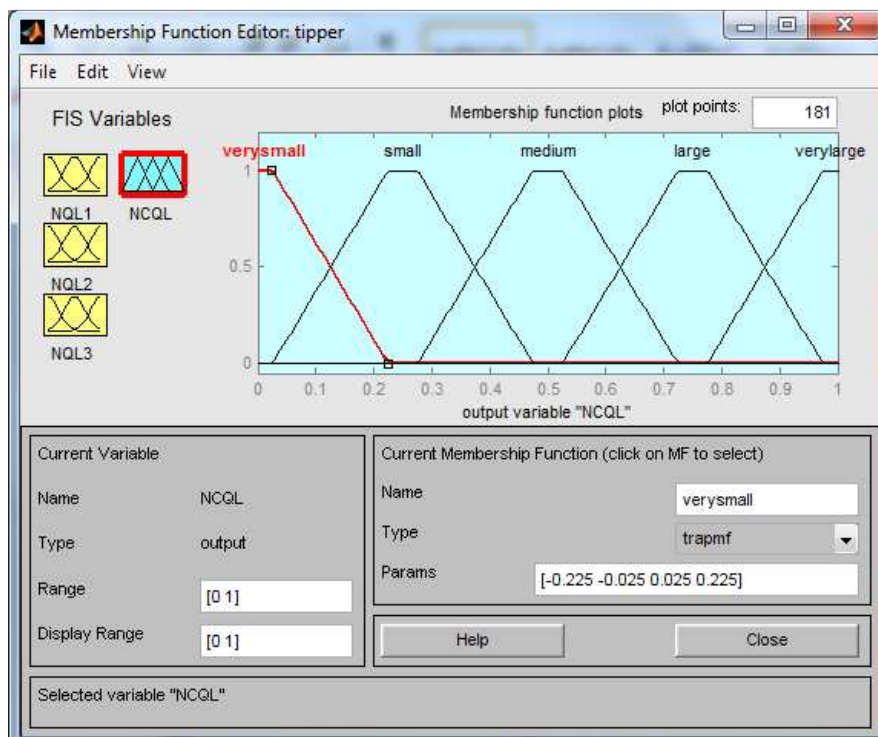 Membership Function Editor: tipper
File Edit View
FIS Variables
Membership function plots plot points: 181
verysmall small medium large verylarge
NQL1 NCQL
NQL2
NQL3
1
0.5
0
0 0.1 0.2 0.3 0.4 0.5 0.6 0.7 0.8 0.9 1
output variable "NCQL"
Current Variable
Name NCQL
Type output
Range [0 1]
Display Range [0 1]
Current Membership Function (click on MF to select)
Name verysmall
Type trapmf
Params [-0.225 -0.025 0.025 0.225]
Help Close
Selected variable "NCQL"